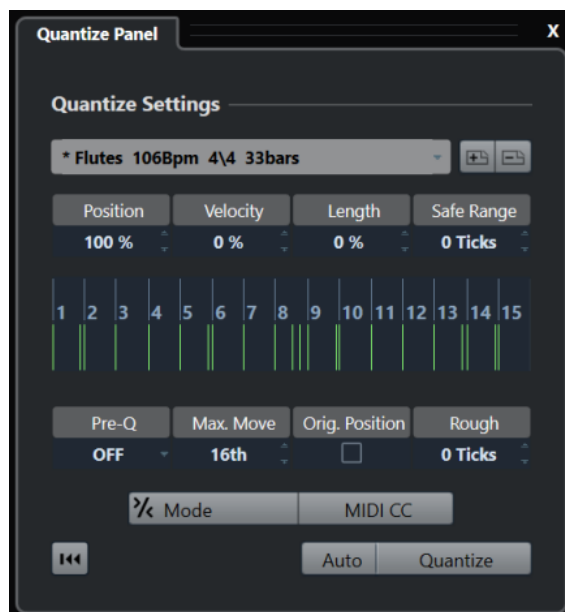 Quantize Panel X
Quantize Settings
* Flutes 106Bpm 4\4 33bars
Position Velocity Length Safe Range
100 % 0 % 0 % 0 Ticks
1 2 3 4 5 6 7 8 9 10 11 12 13 14 15
Pre-Q Max. Move Orig. Position Rough
OFF 16th 0 Ticks
Mode MIDI CC
Auto Quantize